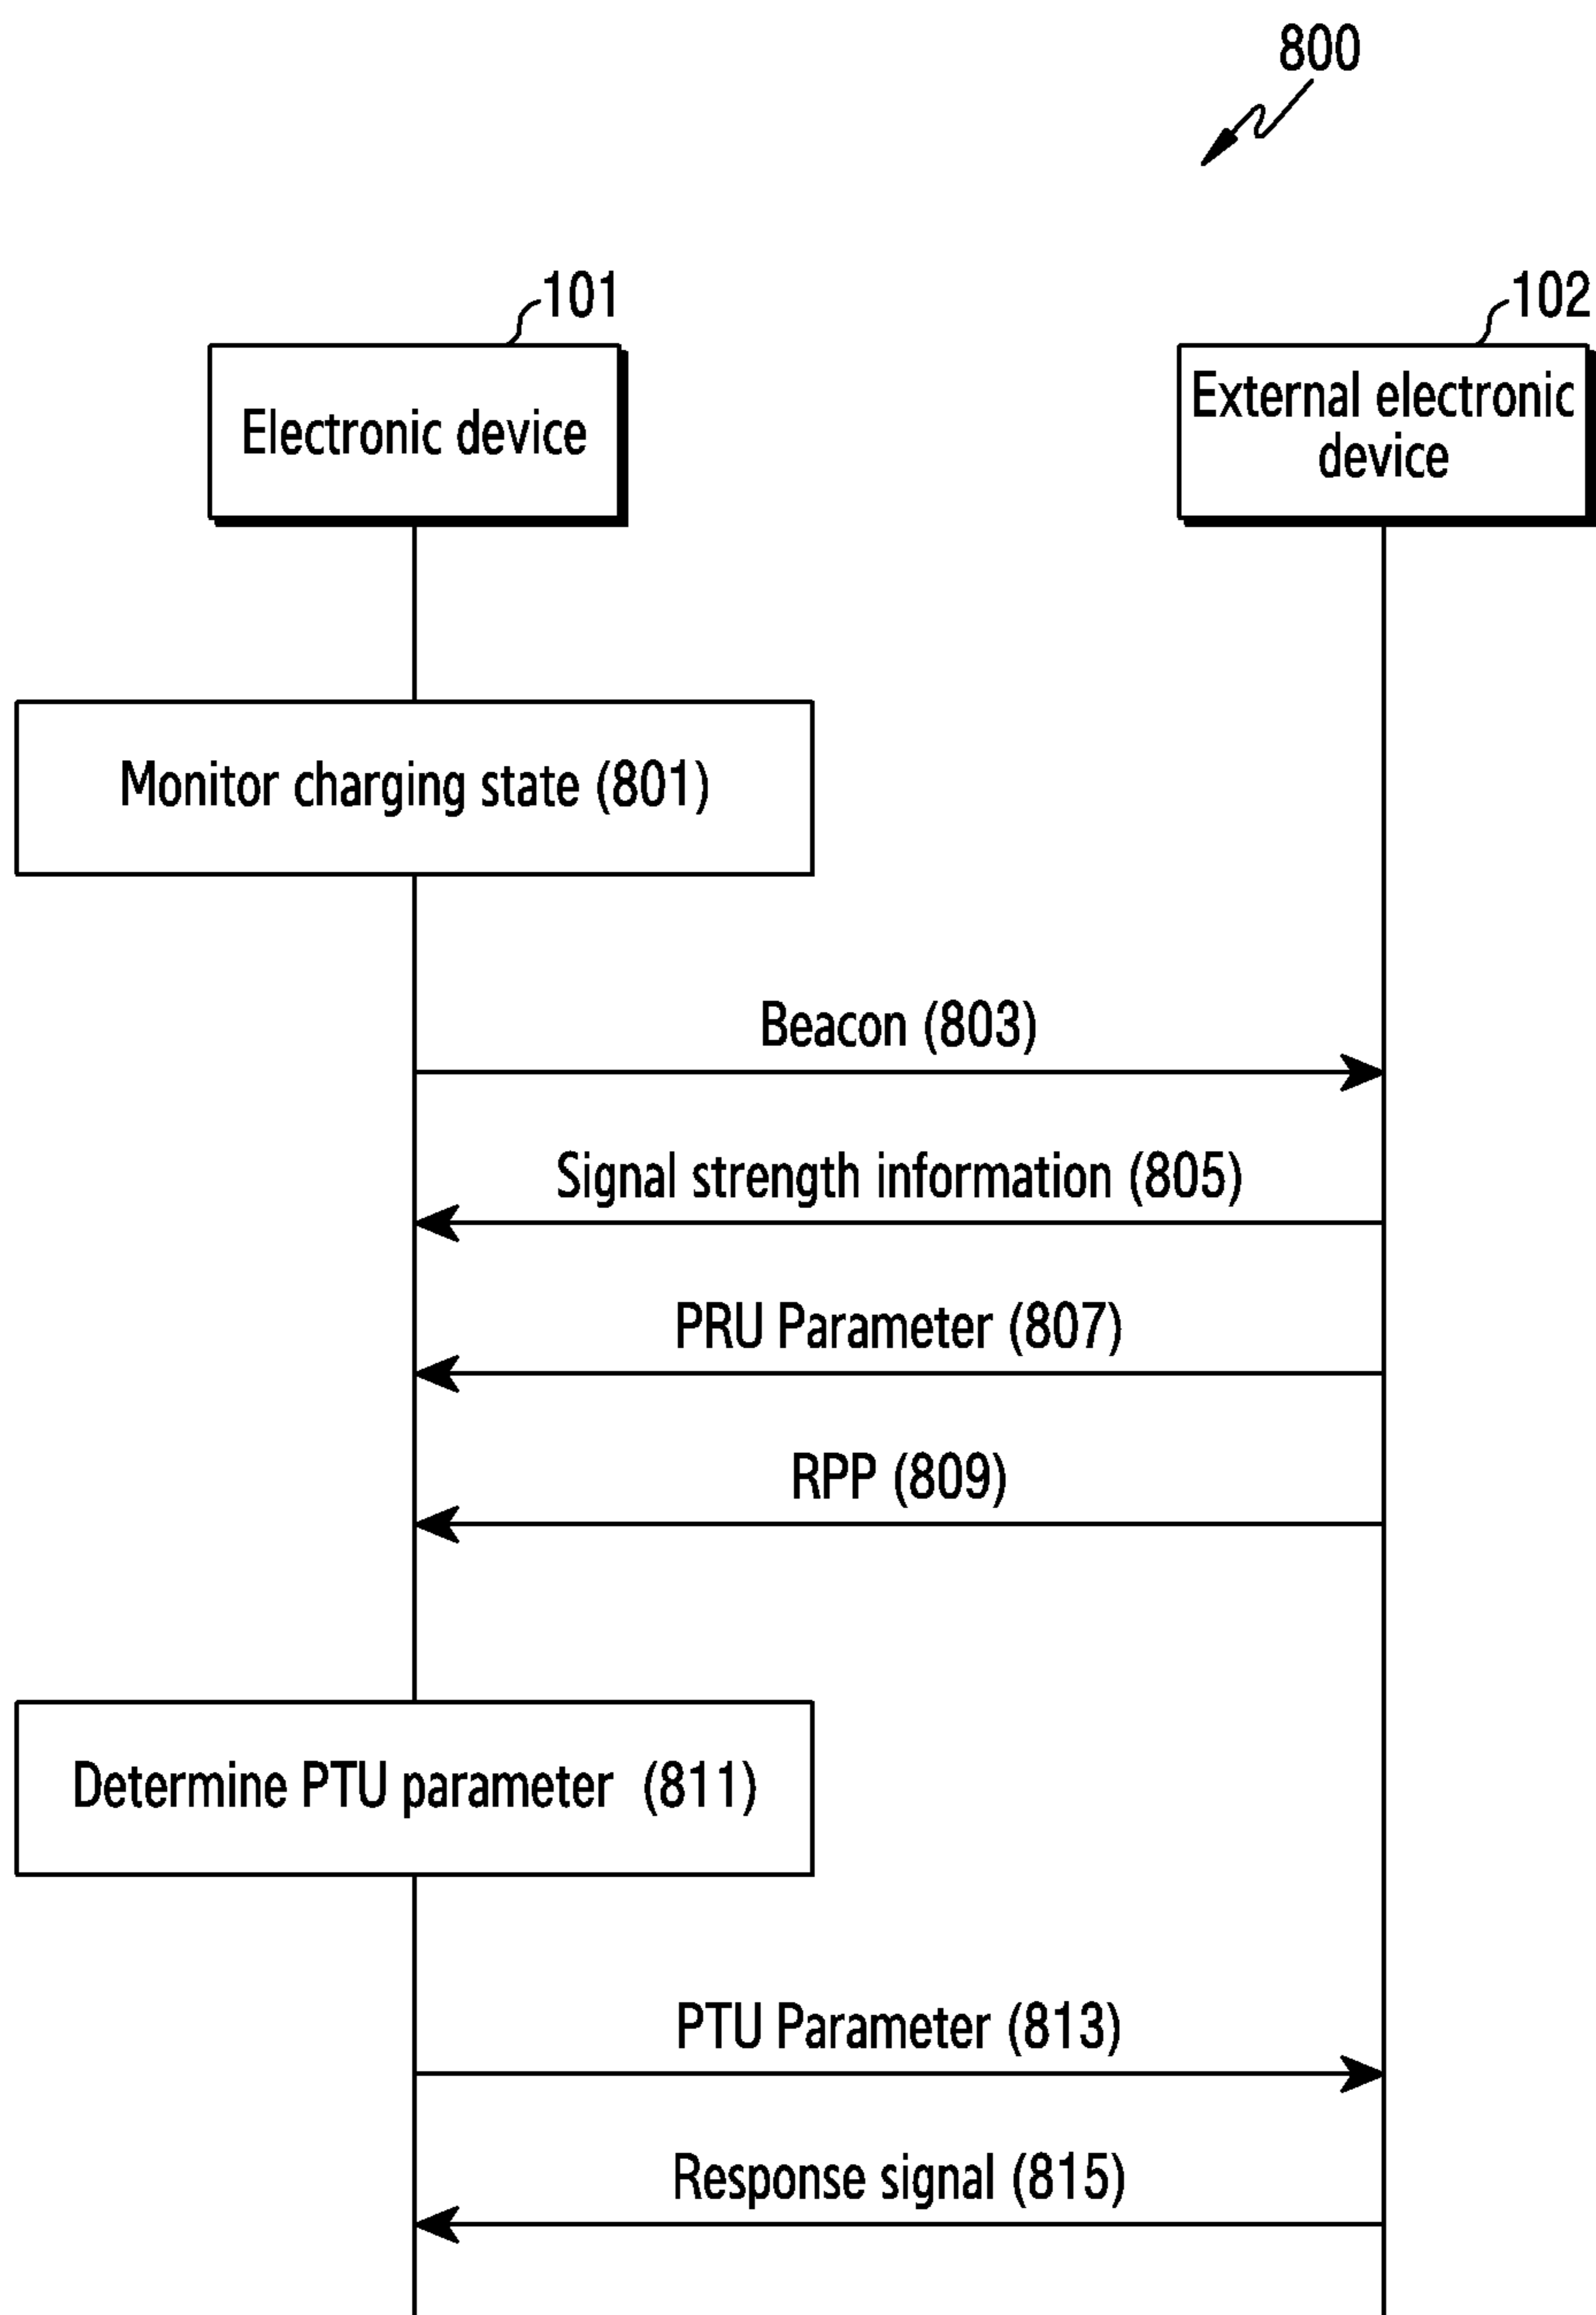 800
101
102
Electronic device
External electronic
device
Monitor charging state (801)
Beacon (803)
Signal strength information (805)
PRU Parameter (807)
RPP (809)
Determine PTU parameter (811)
PTU Parameter (813)
Response signal (815)